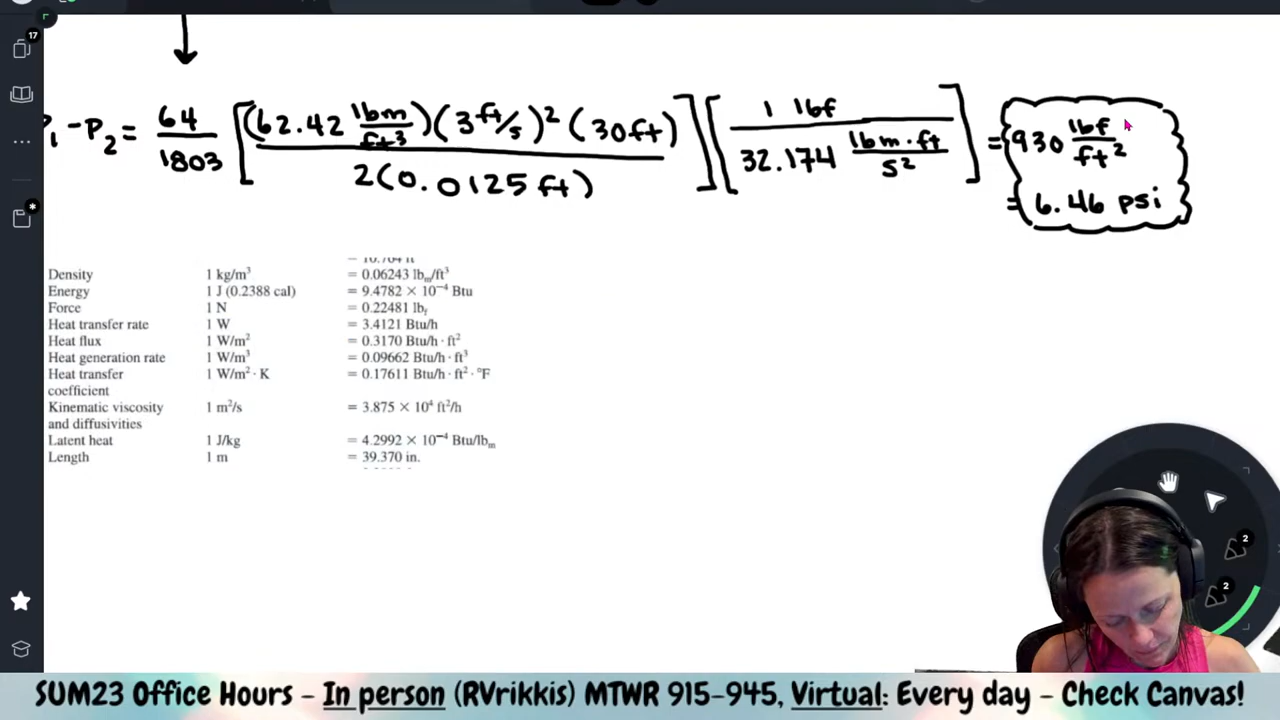 17
P₁ - P₂ = 64/1803 [(62.42 lbm/ft³)(3 ft/s)² (30ft) / 2(0.0125 ft)] [1 lbf / 32.174 lbm·ft/s²] = 930 lbf/ft²
= 6.46 psi
= 10.764 ft
Density 1 kg/m³ = 0.06243 lbₘ/ft³
Energy 1 J (0.2388 cal) = 9.4782 × 10⁻⁴ Btu
Force 1 N = 0.22481 lbf
Heat transfer rate 1 W = 3.4121 Btu/h
Heat flux 1 W/m² = 0.3170 Btu/h · ft²
Heat generation rate 1 W/m³ = 0.09662 Btu/h · ft³
Heat transfer 1 W/m² · K = 0.17611 Btu/h · ft² · °F
coefficient
Kinematic viscosity 1 m²/s = 3.875 × 10⁴ ft²/h
and diffusivities
Latent heat 1 J/kg = 4.2992 × 10⁻⁴ Btu/lbₘ
Length 1 m = 39.370 in.
2
2
SUM23 Office Hours - In person (RVrikkis) MTWR 915-945, Virtual: Every day - Check Canvas!